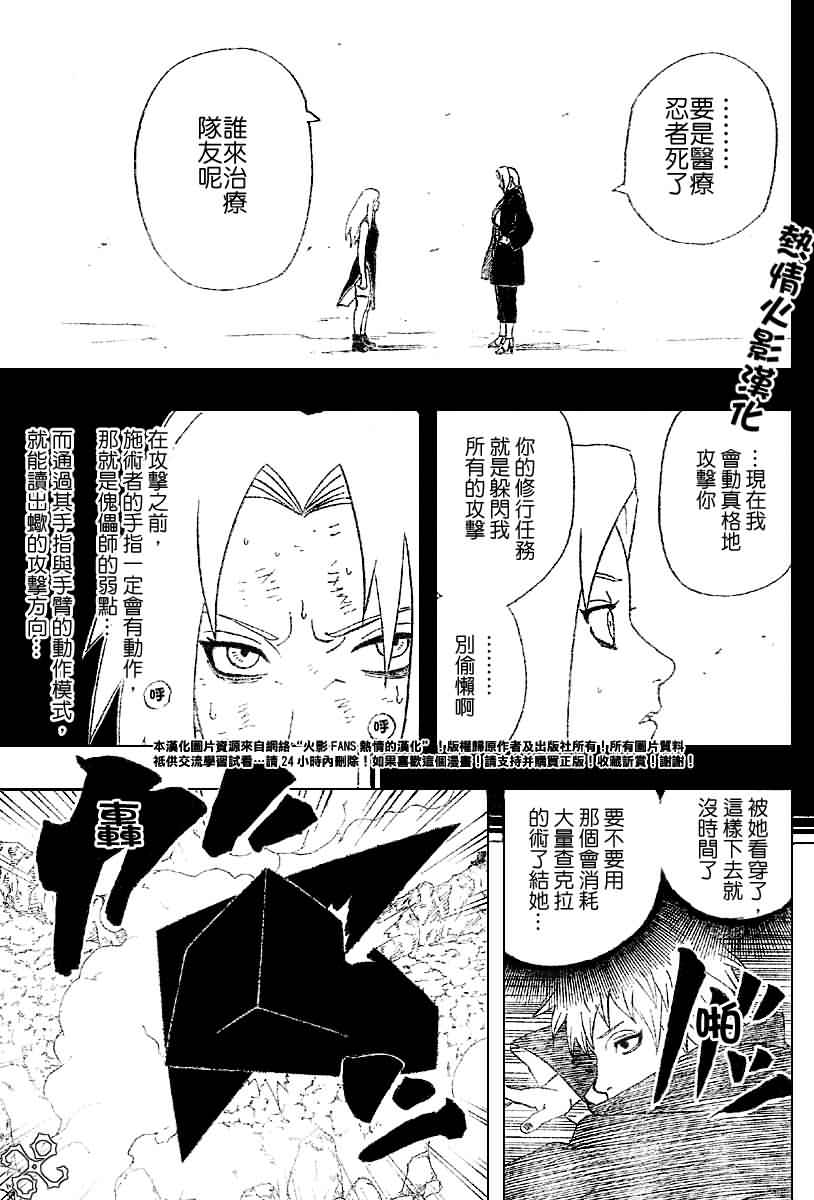 ………
要是醫療
忍者死了
誰來治療
隊友呢
熱情火影漢化
…現在我
會動真格地
攻擊你
你的修行任務
就是躲閃我
所有的攻擊
………
別偷懶啊
在攻擊之前，
施術者的手指一定會有動作，
那就是傀儡師的弱點…
而通過其手指與手臂的動作模式，
就能讀出蠍的攻擊方向…
呼
呼
本漢化圖片資源來自網絡“火影FANS熱情的漢化”！版權歸原作者及出版社所有！所有圖片資料
祗供交流學習試看…請24小時內刪除！如果喜歡這個漫畫！請支持并購買正版！收藏新賞！謝謝！
被她看穿了，
這樣下去就
沒時間了
要不要用
那個會消耗
大量查克拉
的術了結她…
啪
轟